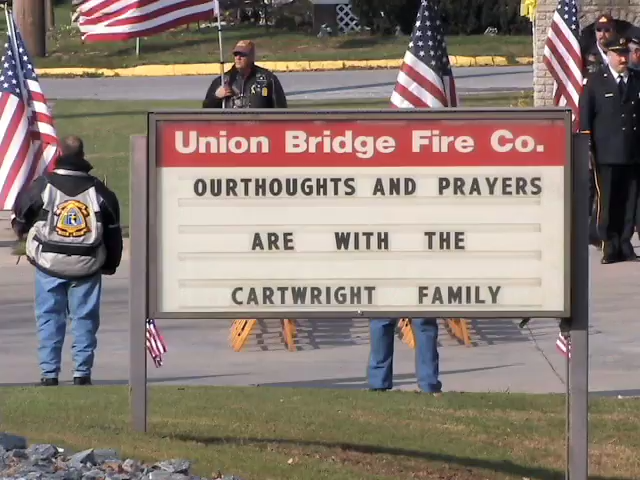 Union Bridge Fire Co.
OURTHOUGHTS AND PRAYERS
ARE WITH THE
CARTWRIGHT FAMILY